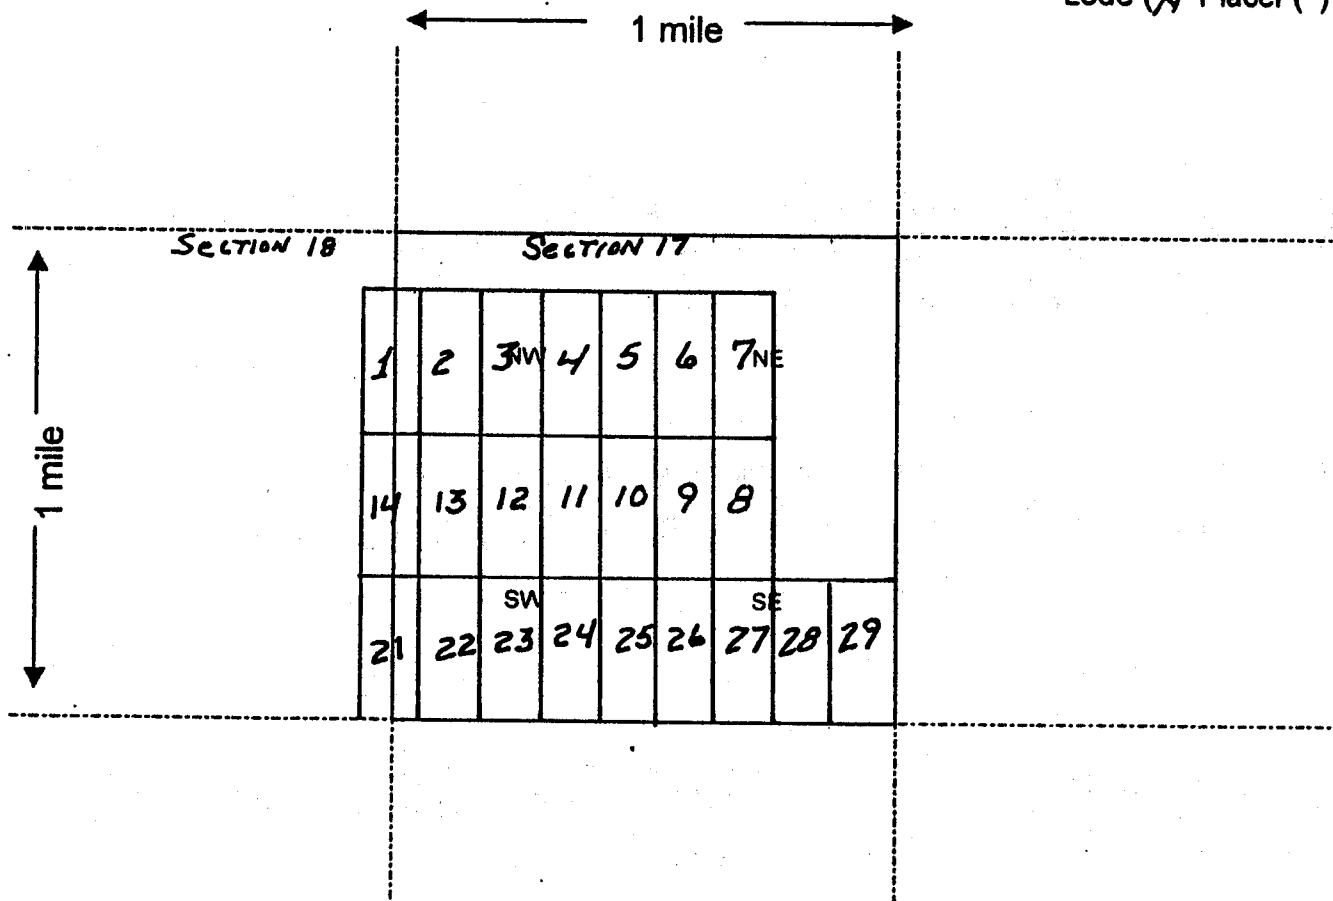 Lode (X) Placer ( )
1 mile
SECTION 18 SECTION 17
1 2 3 NW 4 5 6 7 NE
1 mile
14 13 12 11 10 9 8
SW SE
21 22 23 24 25 26 27 28 29